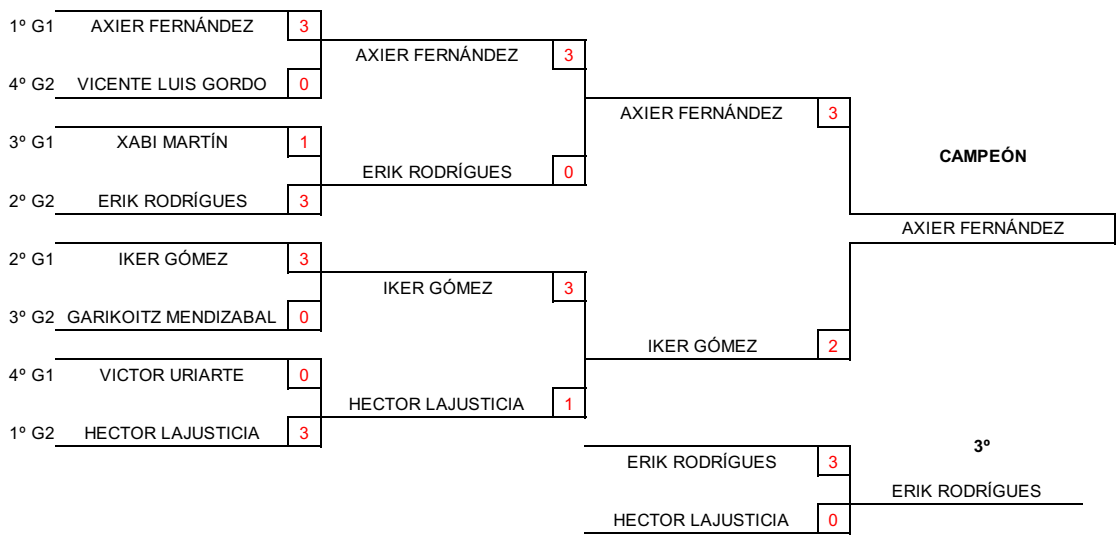 1º G1 AXIER FERNÁNDEZ 3
AXIER FERNÁNDEZ 3
4º G2 VICENTE LUIS GORDO 0
AXIER FERNÁNDEZ 3
3º G1 XABI MARTÍN 1
CAMPEÓN
ERIK RODRÍGUES 0
2º G2 ERIK RODRÍGUES 3
AXIER FERNÁNDEZ
2º G1 IKER GÓMEZ 3
IKER GÓMEZ 3
3º G2 GARIKOITZ MENDIZABAL 0
IKER GÓMEZ 2
4º G1 VICTOR URIARTE 0
HECTOR LAJUSTICIA 1
1º G2 HECTOR LAJUSTICIA 3
3º
ERIK RODRÍGUES 3
ERIK RODRÍGUES
HECTOR LAJUSTICIA 0